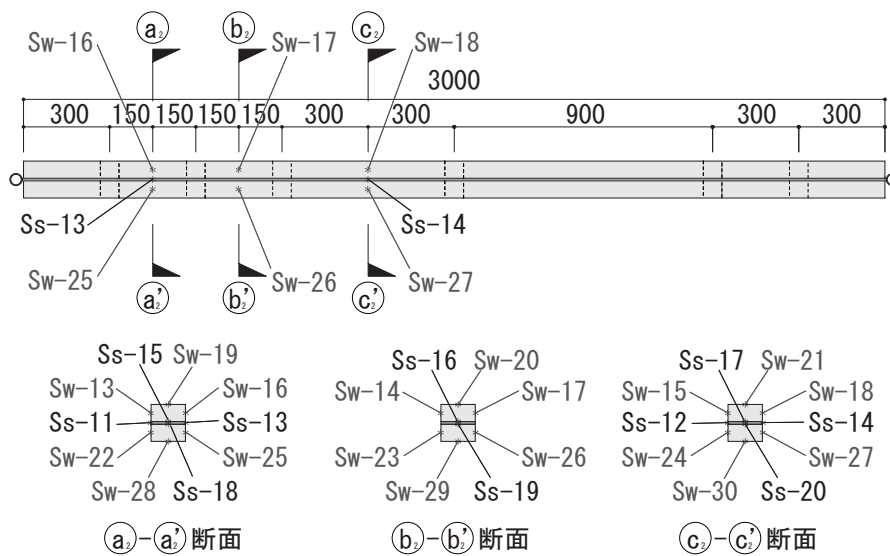 a₂ b₂ c₂
Sw-16 Sw-17 Sw-18
3000
300 150 150 150 150 300 300 900 300 300
Ss-13 Ss-14
Sw-25 Sw-26 Sw-27
a₂' b₂' c₂'
Ss-15 Sw-19
Sw-13 Sw-16
Ss-11 Ss-13
Sw-22 Sw-25
Sw-28 Ss-18
a₂-a₂' 断面
Ss-16 Sw-20
Sw-14 Sw-17
Sw-23 Sw-26
Sw-29 Ss-19
b₂-b₂' 断面
Ss-17 Sw-21
Sw-15 Sw-18
Ss-12 Ss-14
Sw-24 Sw-27
Sw-30 Ss-20
c₂-c₂' 断面